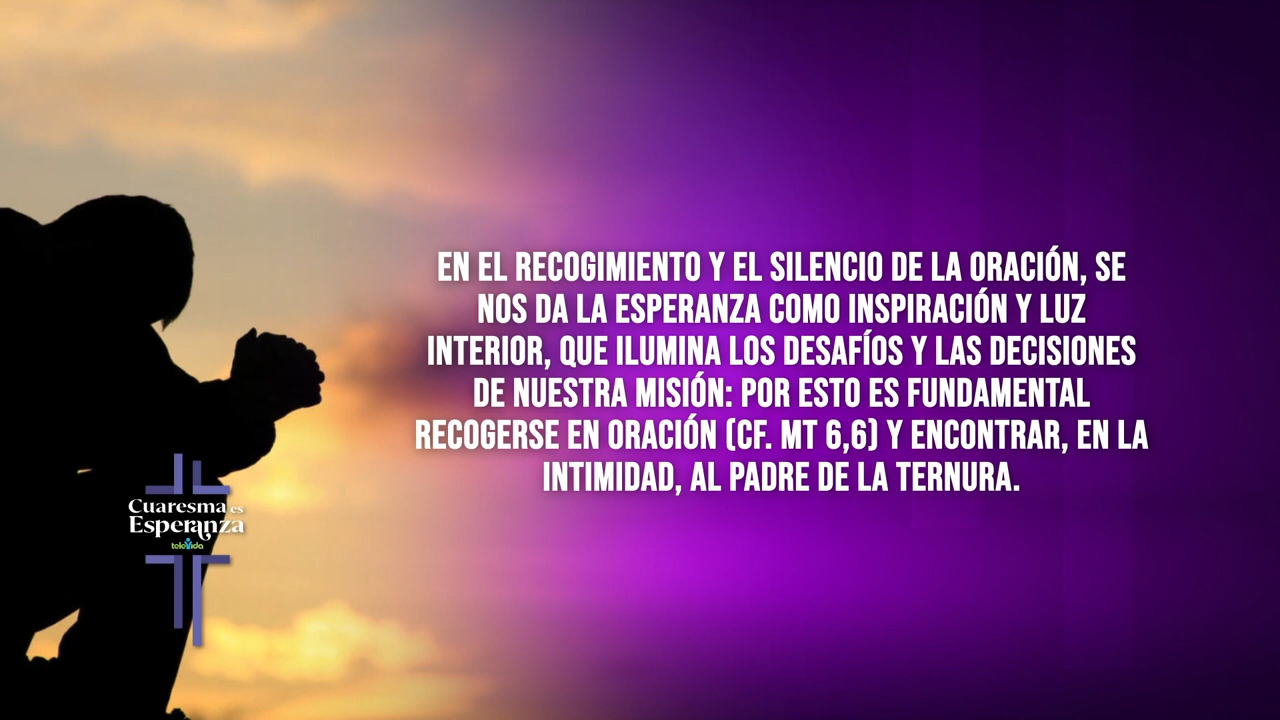 EN EL RECOGIMIENTO Y EL SILENCIO DE LA ORACIÓN, SE
NOS DA LA ESPERANZA COMO INSPIRACIÓN Y LUZ
INTERIOR, QUE ILUMINA LOS DESAFÍOS Y LAS DECISIONES
DE NUESTRA MISIÓN: POR ESTO ES FUNDAMENTAL
RECOGERSE EN ORACIÓN (CF. MT 6,6) Y ENCONTRAR, EN LA
INTIMIDAD, AL PADRE DE LA TERNURA.
Cuaresma es
Esperanza
televida